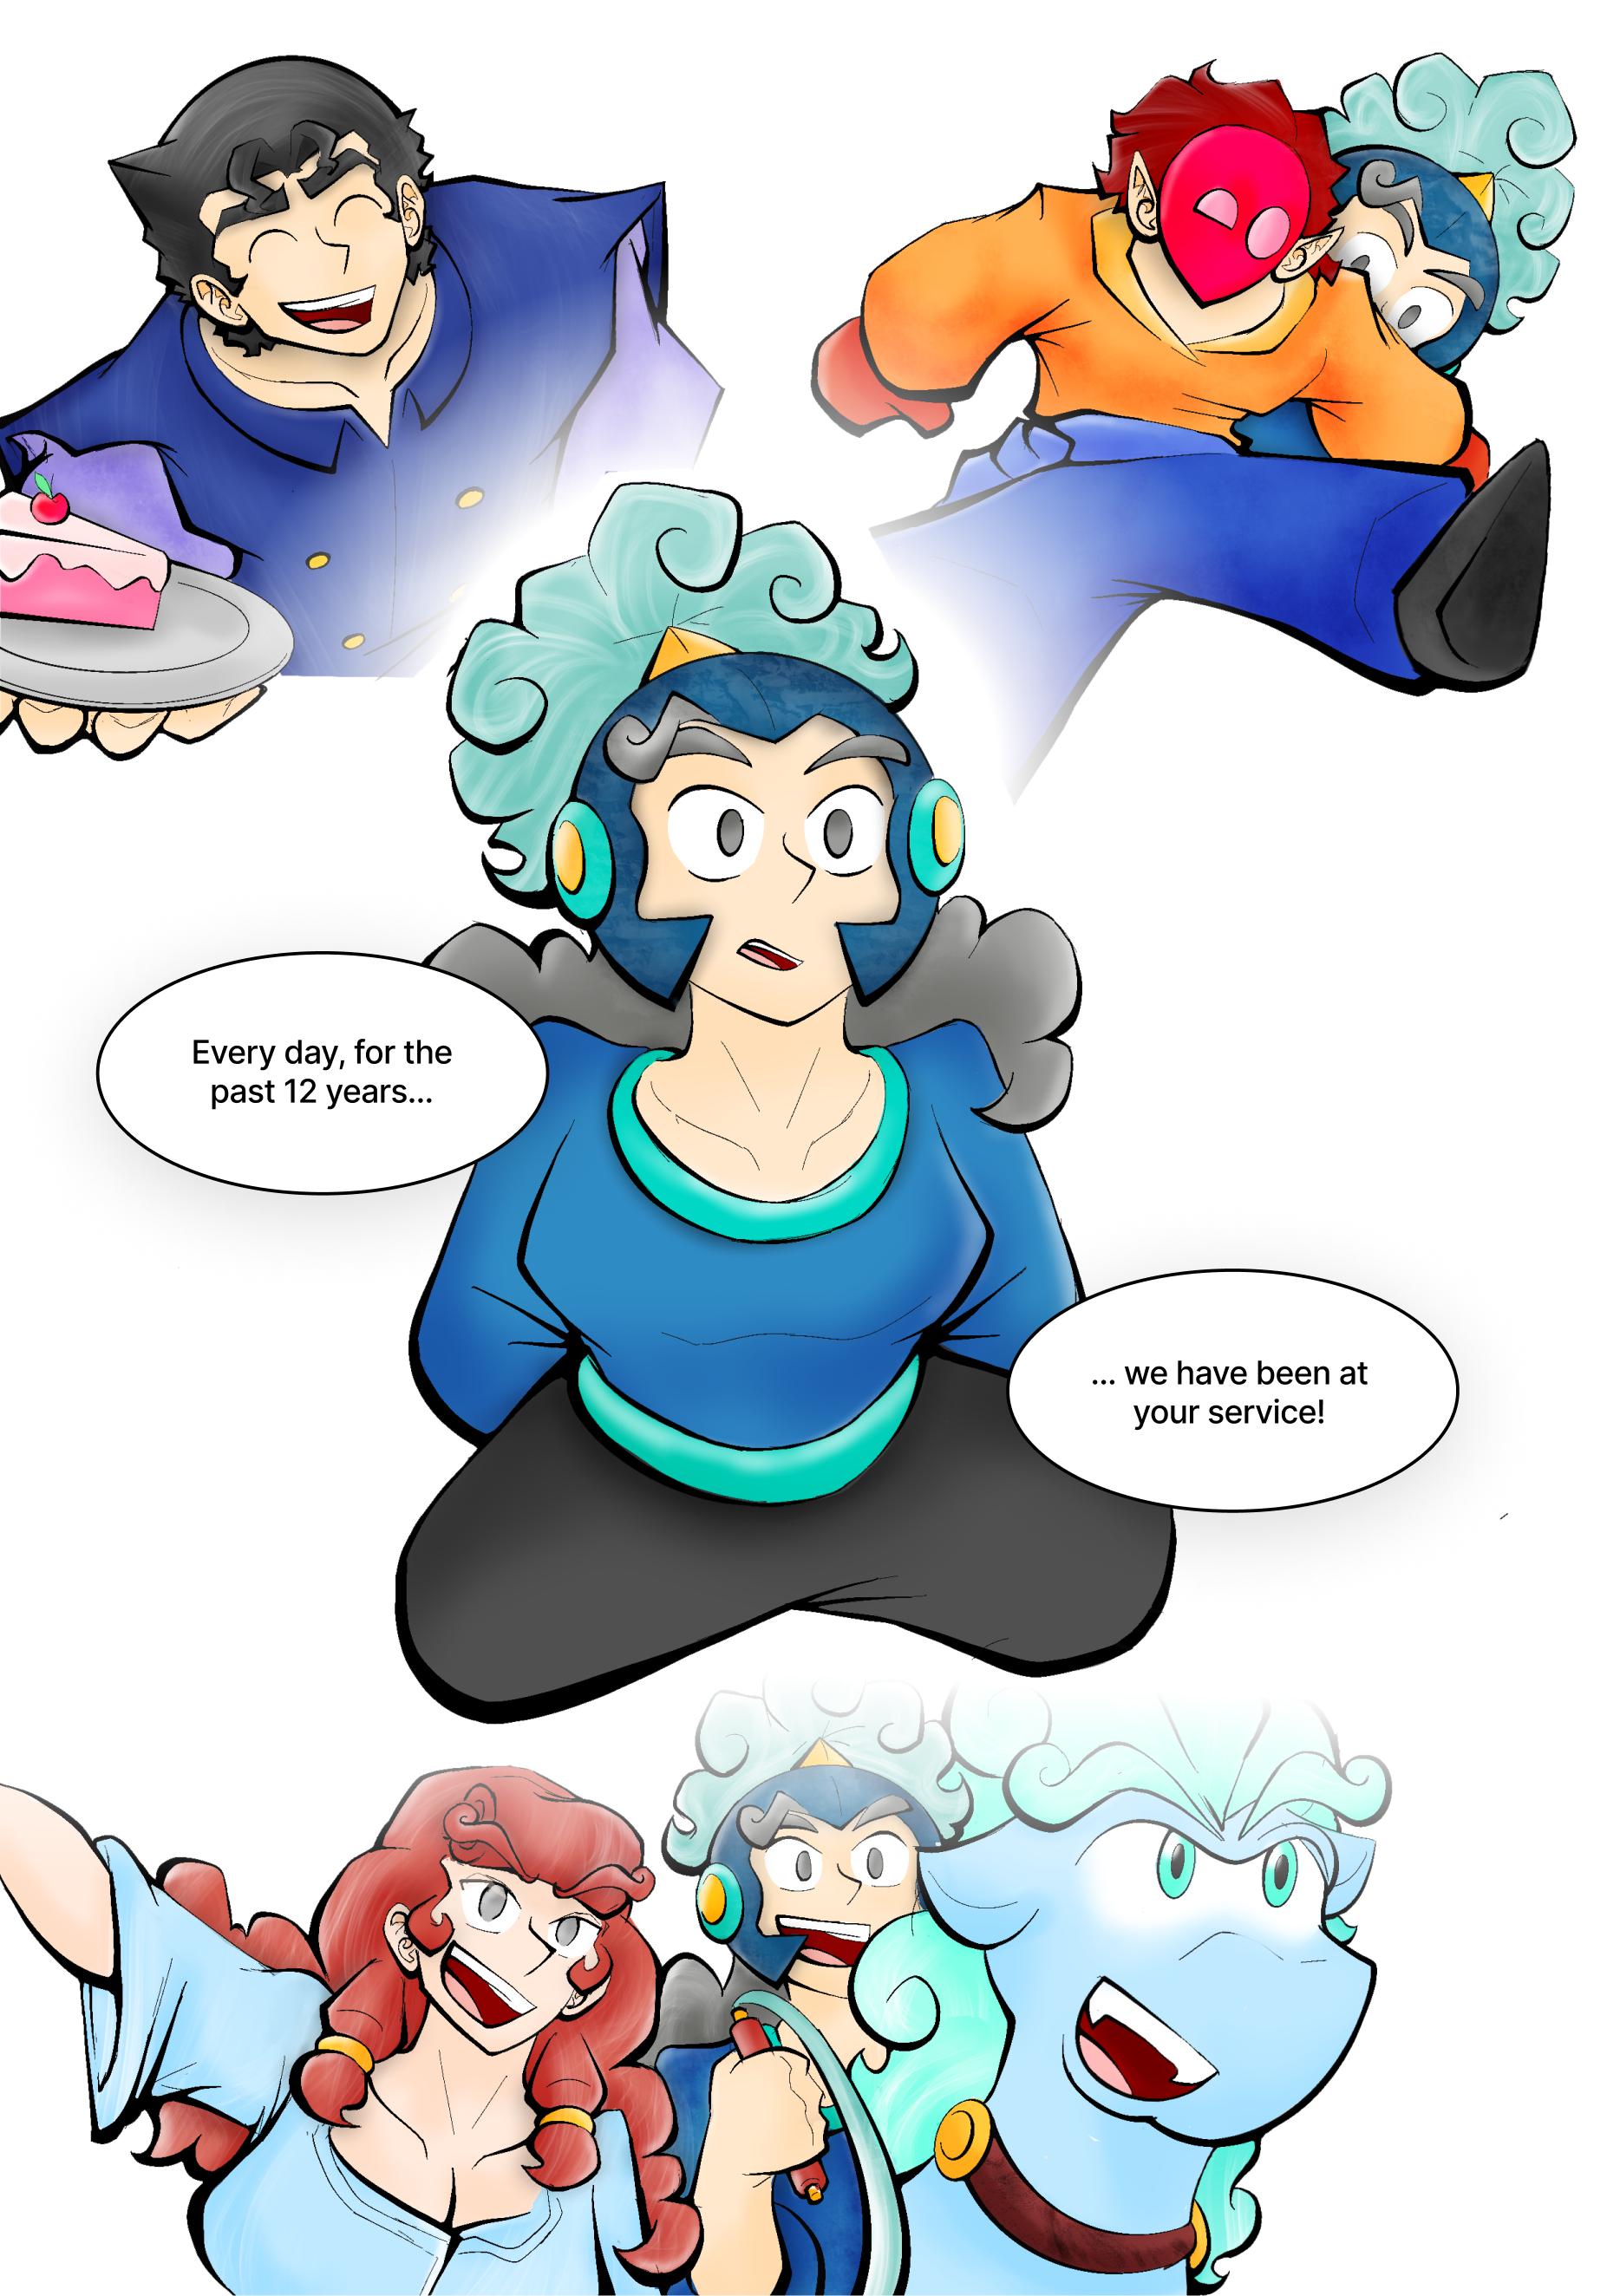 Every day, for the
past 12 years...
... we have been at
your service!